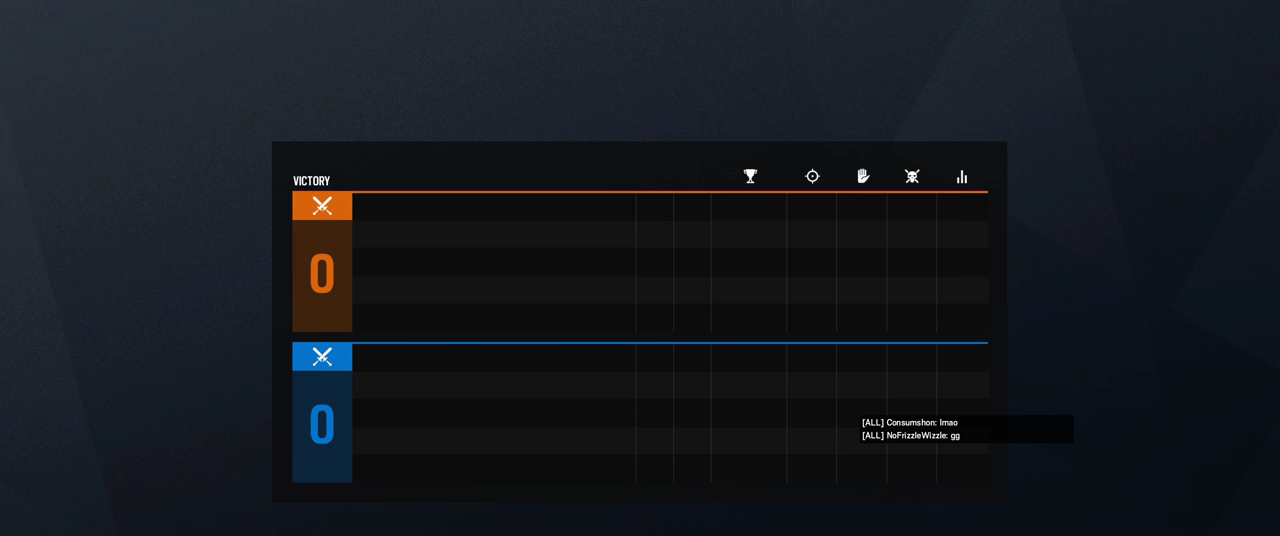 VICTORY
0
0
[ALL] Consumshon: lmao
[ALL] NoFrizzleWizzle: gg